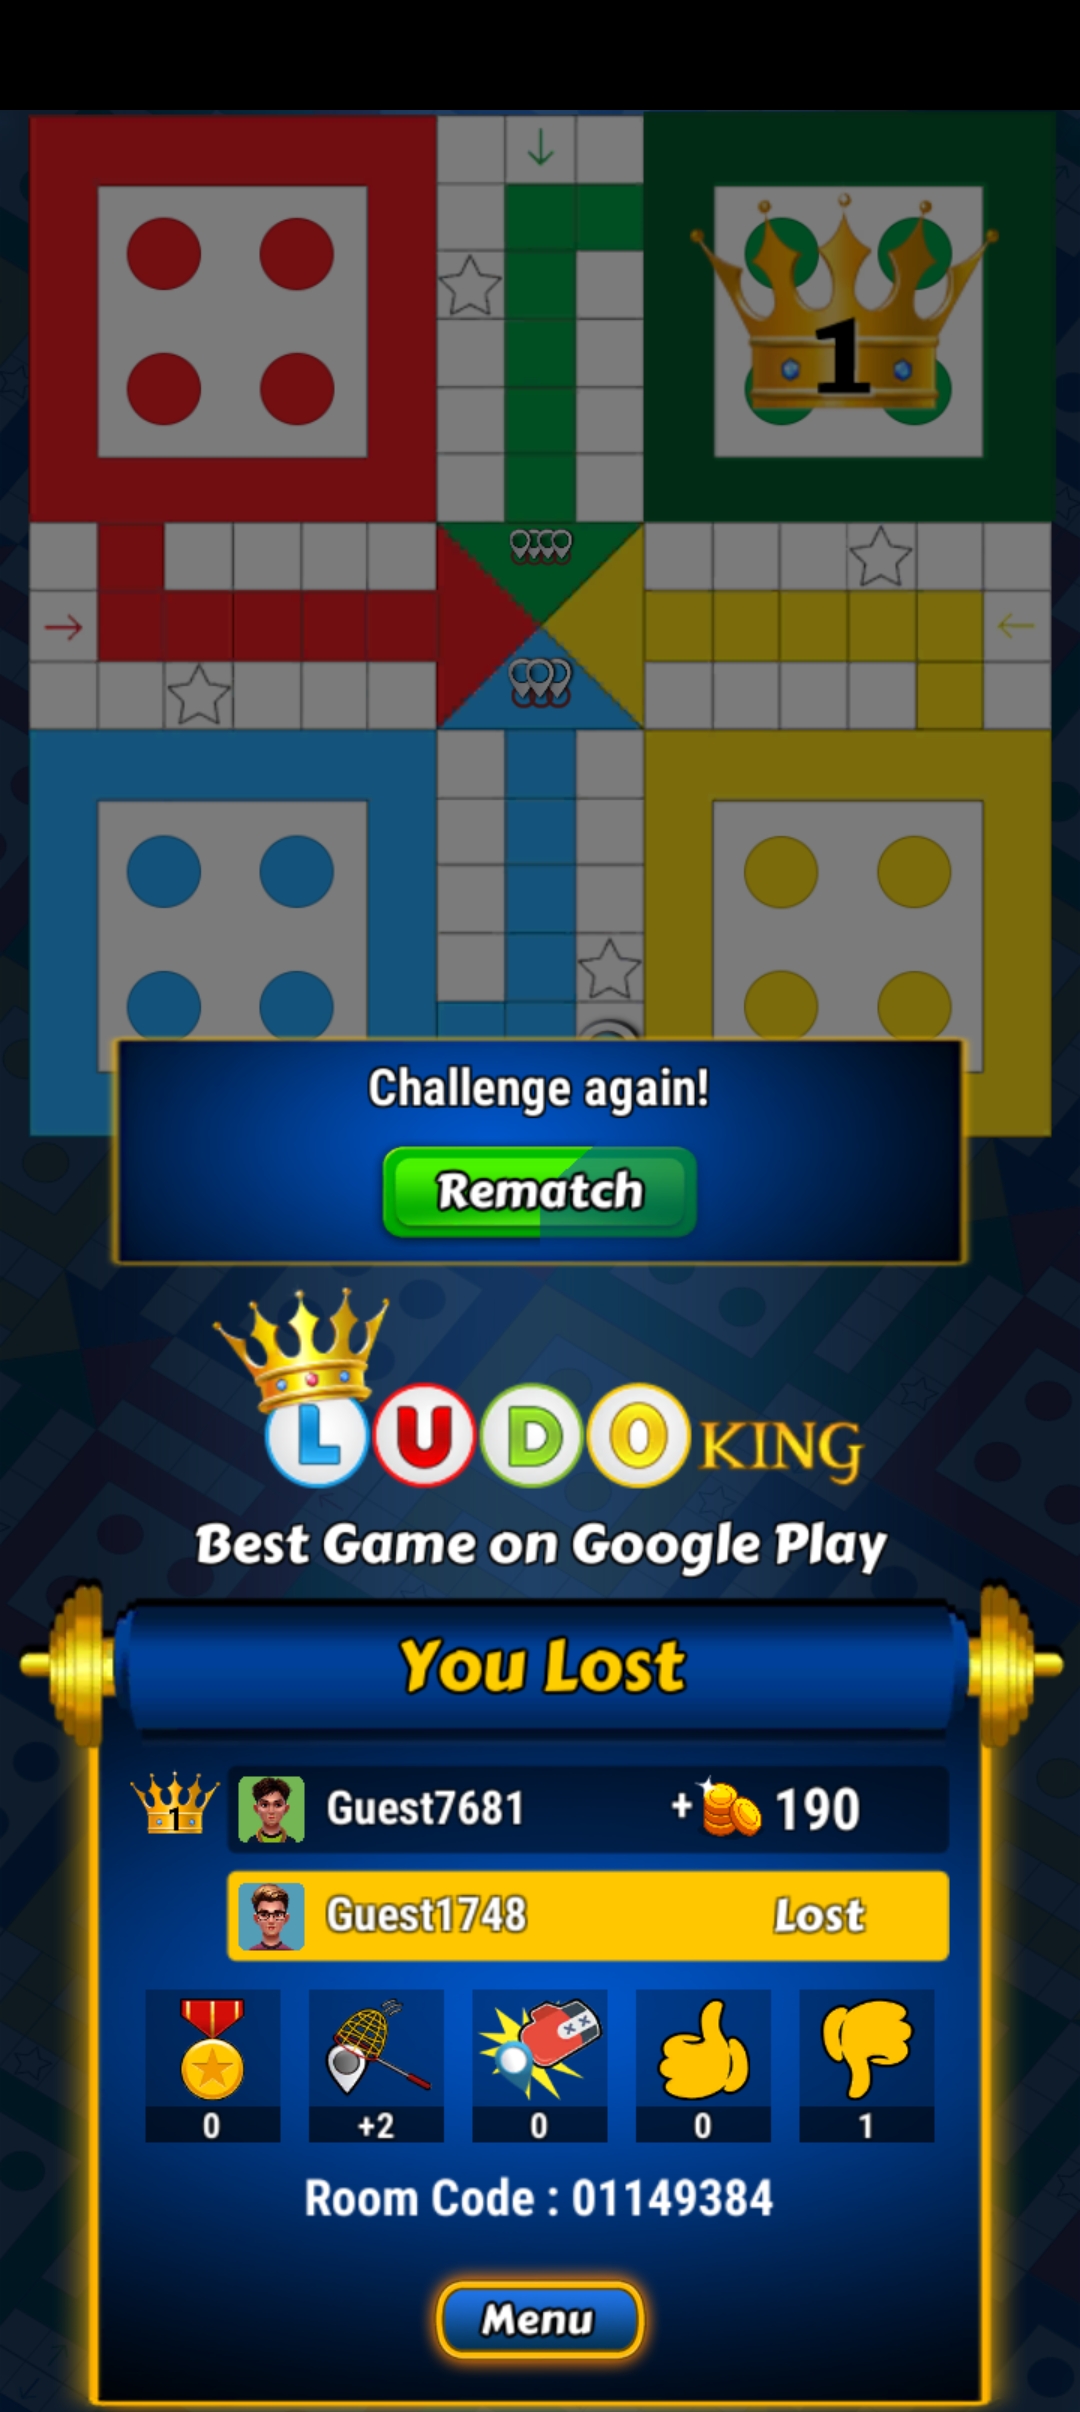 1
Challenge again!
Rematch
LUDO KING
Best Game on Google Play
You Lost
1 Guest7681 + 190
Guest1748 Lost
0 +2 0 0 1
Room Code : 01149384
Menu